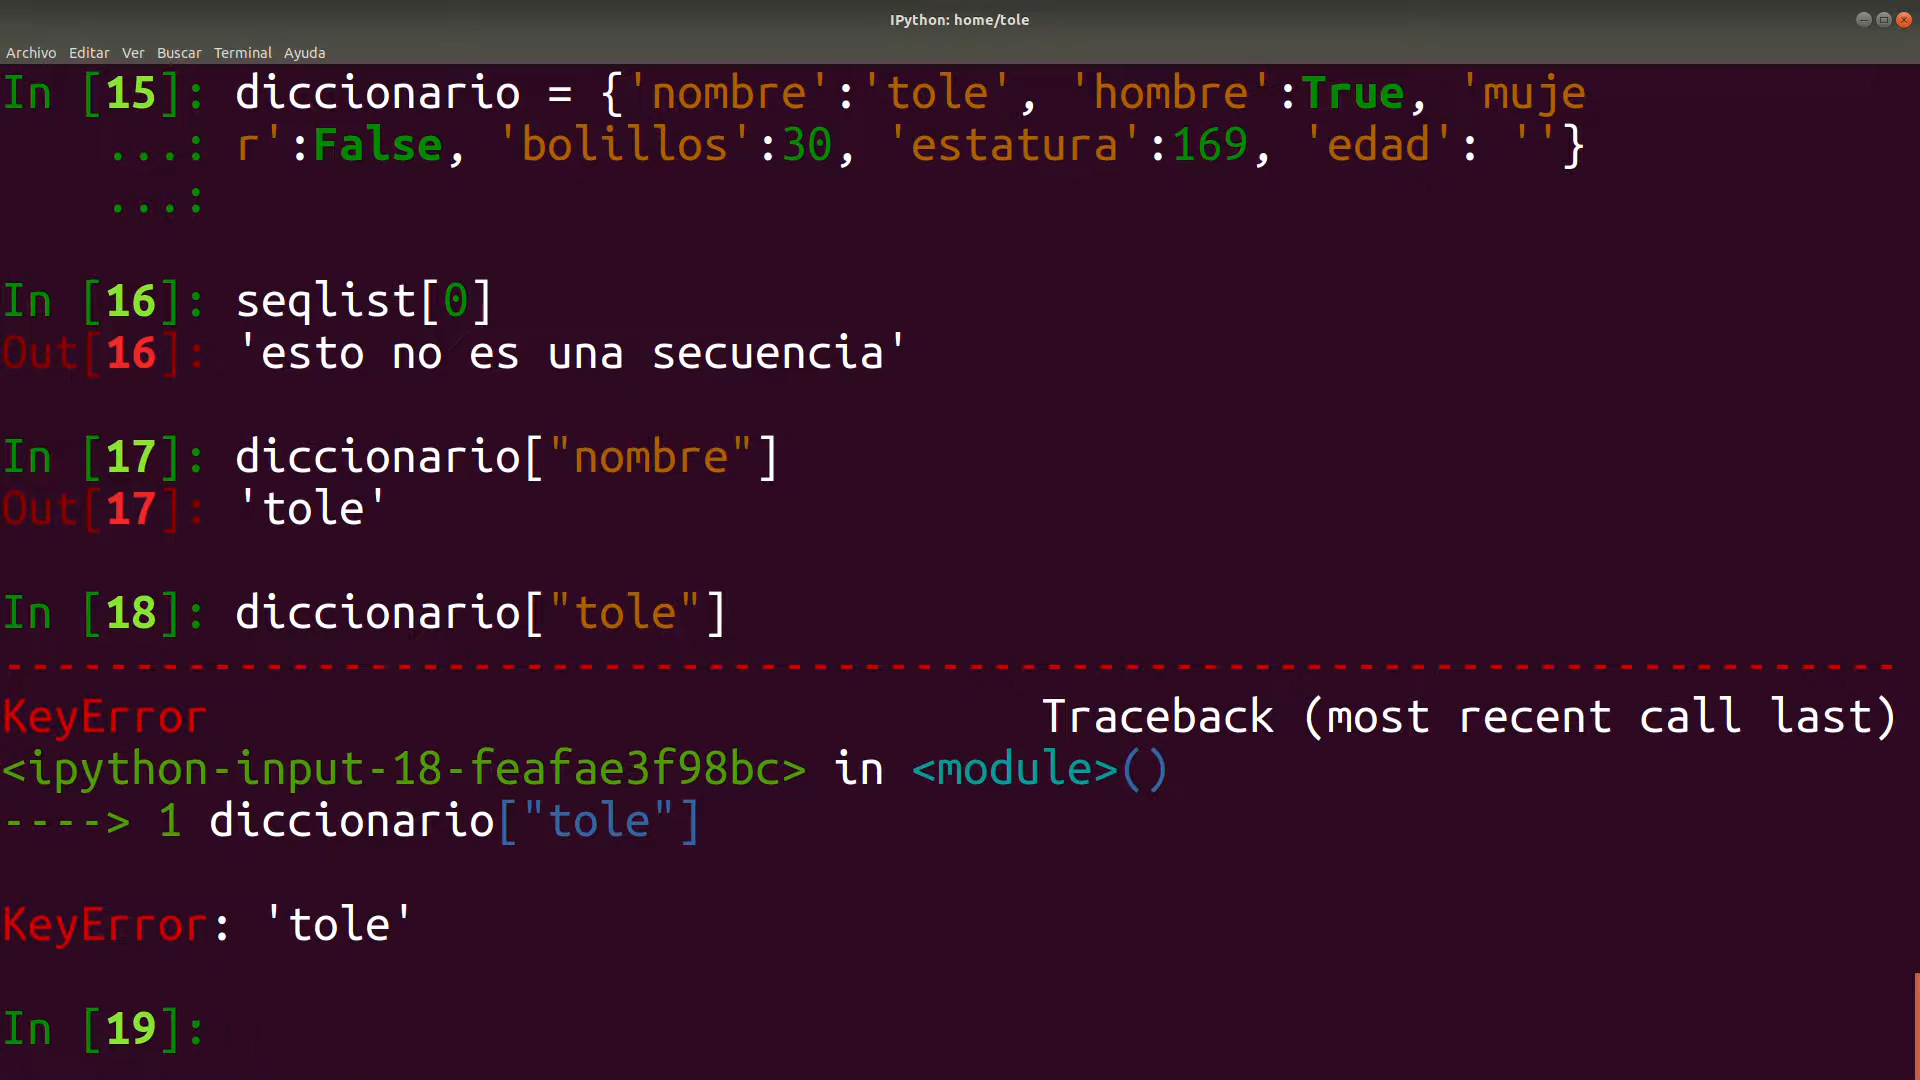 IPython: home/tole
Archivo Editar Ver Buscar Terminal Ayuda
In [15]: diccionario = {'nombre':'tole', 'hombre':True, 'muje
...: r':False, 'bolillos':30, 'estatura':169, 'edad': ''}
...:
In [16]: seqlist[0]
Out[16]: 'esto no es una secuencia'
In [17]: diccionario["nombre"]
Out[17]: 'tole'
In [18]: diccionario["tole"]
---------------------------------------------------------------------------
KeyError Traceback (most recent call last)
<ipython-input-18-feafae3f98bc> in <module>()
----> 1 diccionario["tole"]
KeyError: 'tole'
In [19]: